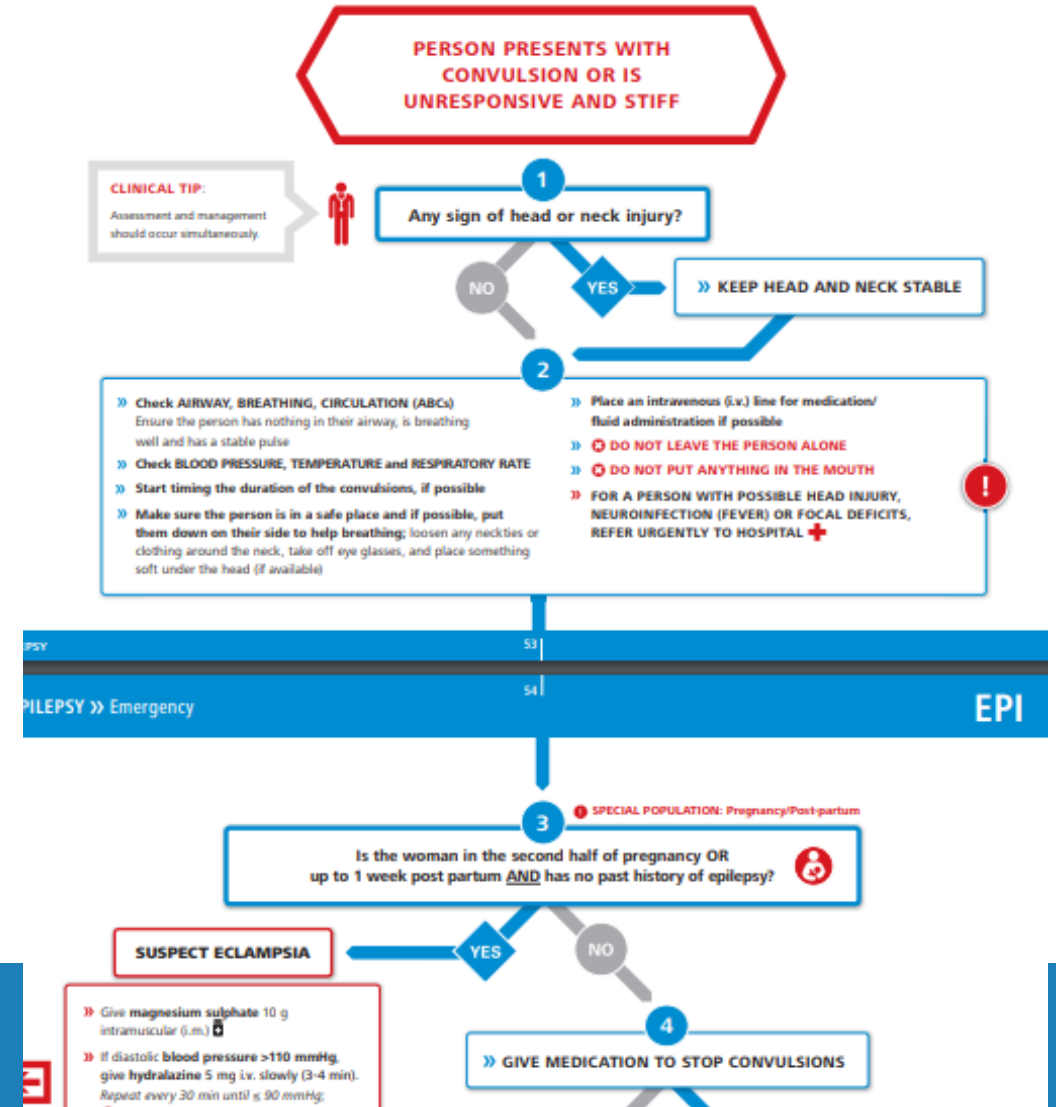 PERSON PRESENTS WITH
CONVULSION OR IS
UNRESPONSIVE AND STIFF
CLINICAL TIP:
Assessment and management
should occur simultaneously.
1
Any sign of head or neck injury?
NO
YES
» KEEP HEAD AND NECK STABLE
2
» Check AIRWAY, BREATHING, CIRCULATION (ABCs)
Ensure the person has nothing in their airway, is breathing
well and has a stable pulse
» Check BLOOD PRESSURE, TEMPERATURE and RESPIRATORY RATE
» Start timing the duration of the convulsions, if possible
» Make sure the person is in a safe place and if possible, put
them down on their side to help breathing; loosen any neckties or
clothing around the neck, take off eye glasses, and place something
soft under the head (if available)
» Place an intravenous (i.v.) line for medication/
fluid administration if possible
» DO NOT LEAVE THE PERSON ALONE
» DO NOT PUT ANYTHING IN THE MOUTH
» FOR A PERSON WITH POSSIBLE HEAD INJURY,
NEUROINFECTION (FEVER) OR FOCAL DEFICITS,
REFER URGENTLY TO HOSPITAL
!
EPSY
53
54
PILEPSY » Emergency
EPI
! SPECIAL POPULATION: Pregnancy/Post-partum
3
Is the woman in the second half of pregnancy OR
up to 1 week post partum AND has no past history of epilepsy?
YES
NO
SUSPECT ECLAMPSIA
» Give magnesium sulphate 10 g
intramuscular (i.m.)
» If diastolic blood pressure >110 mmHg,
give hydralazine 5 mg i.v. slowly (3-4 min).
Repeat every 30 min until ≤ 90 mmHg;
4
» GIVE MEDICATION TO STOP CONVULSIONS